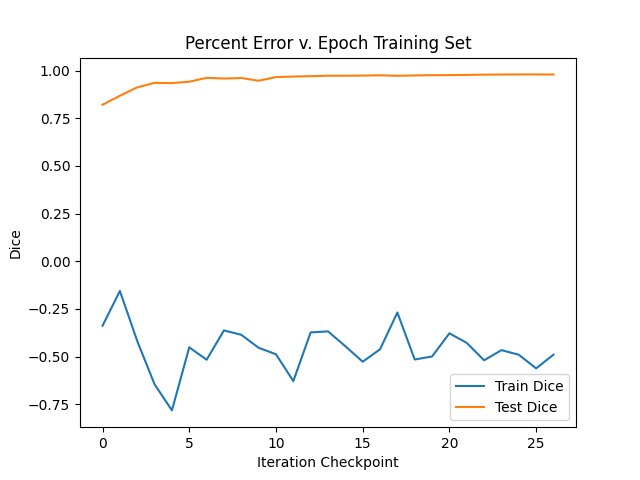 Percent Error v. Epoch Training Set
1.00
0.75
0.50
0.25
0.00
−0.25
−0.50
−0.75
Dice
0 5 10 15 20 25
Iteration Checkpoint
Train Dice
Test Dice